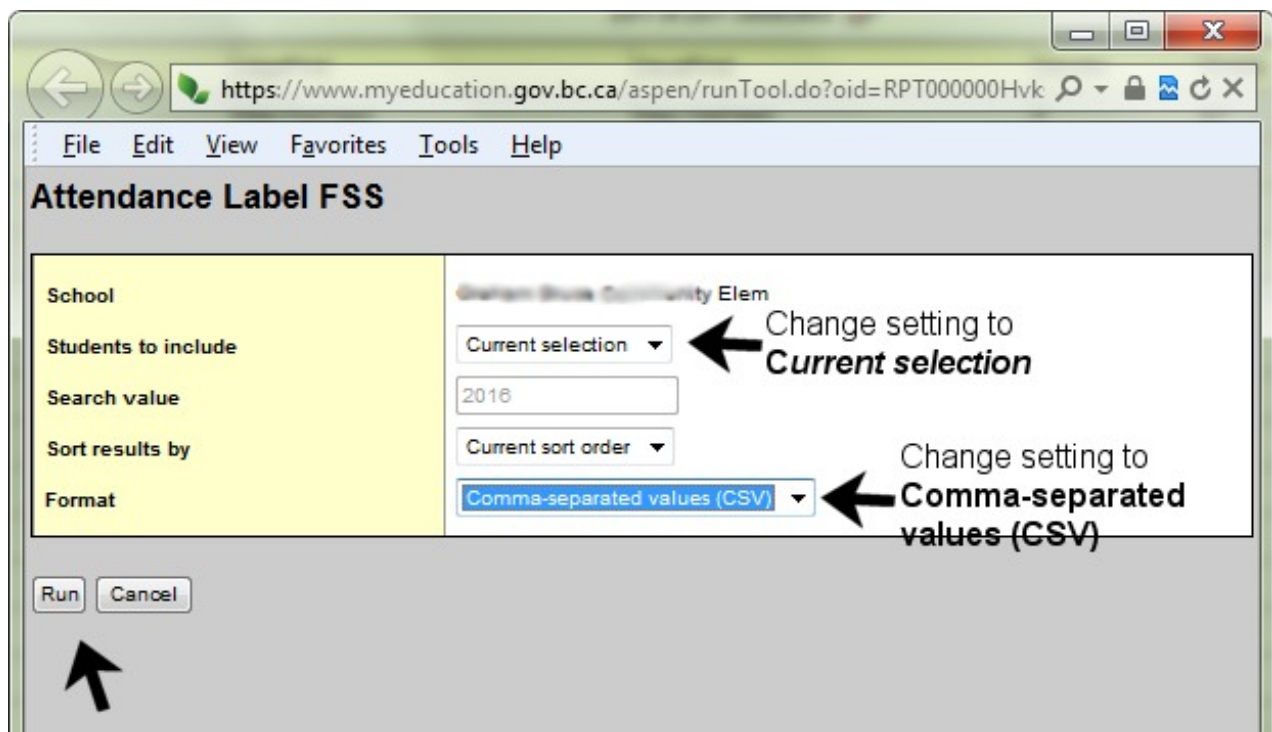 https://www.myeducation.gov.bc.ca/aspen/runTool.do?oid=RPT000000Hvk
File Edit View Favorites Tools Help
Attendance Label FSS
School Elem
Students to include Current selection
Change setting to
Current selection
Search value 2016
Sort results by Current sort order
Format Comma-separated values (CSV)
Change setting to
Comma-separated
values (CSV)
Run Cancel